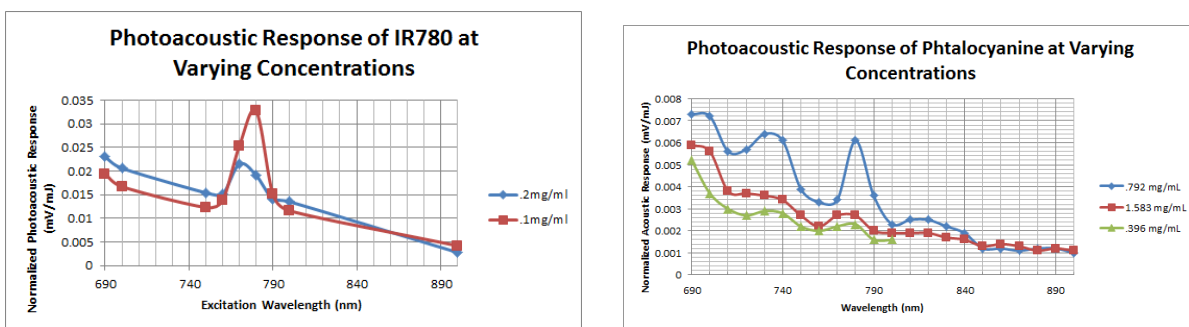 Photoacoustic Response of IR780 at
Varying Concentrations
Normalized Photoacoustic Response
(mV/mJ)
0.035
0.03
0.025
0.02
0.015
0.01
0.005
0
690
740
790
840
890
Excitation Wavelength (nm)
.2mg/ml
.1mg/ml
Photoacoustic Response of Phtalocyanine at Varying
Concentrations
Normalized Acoustic Response (mV/mJ)
0.008
0.007
0.006
0.005
0.004
0.003
0.002
0.001
0
690
740
790
840
890
Wavelength (nm)
.792 mg/mL
1.583 mg/mL
.396 mg/mL